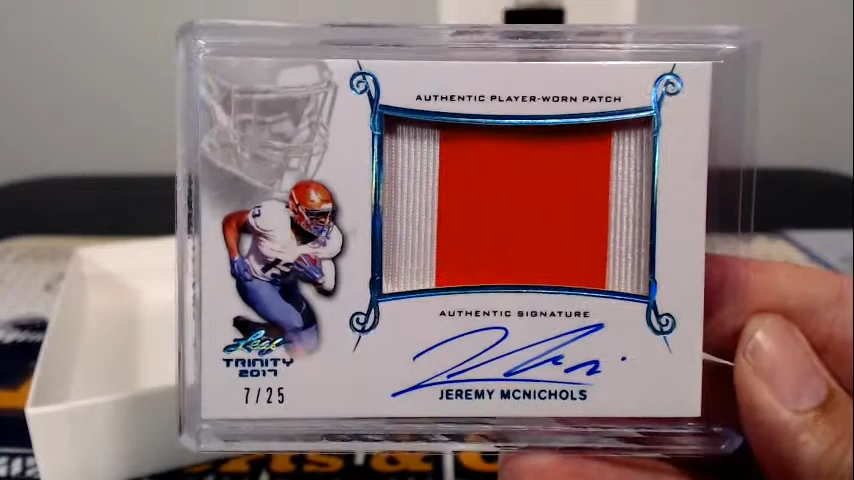 AUTHENTIC PLAYER-WORN PATCH
AUTHENTIC SIGNATURE
JEREMY MCNICHOLS
Leaf
TRINITY
2017
7/25